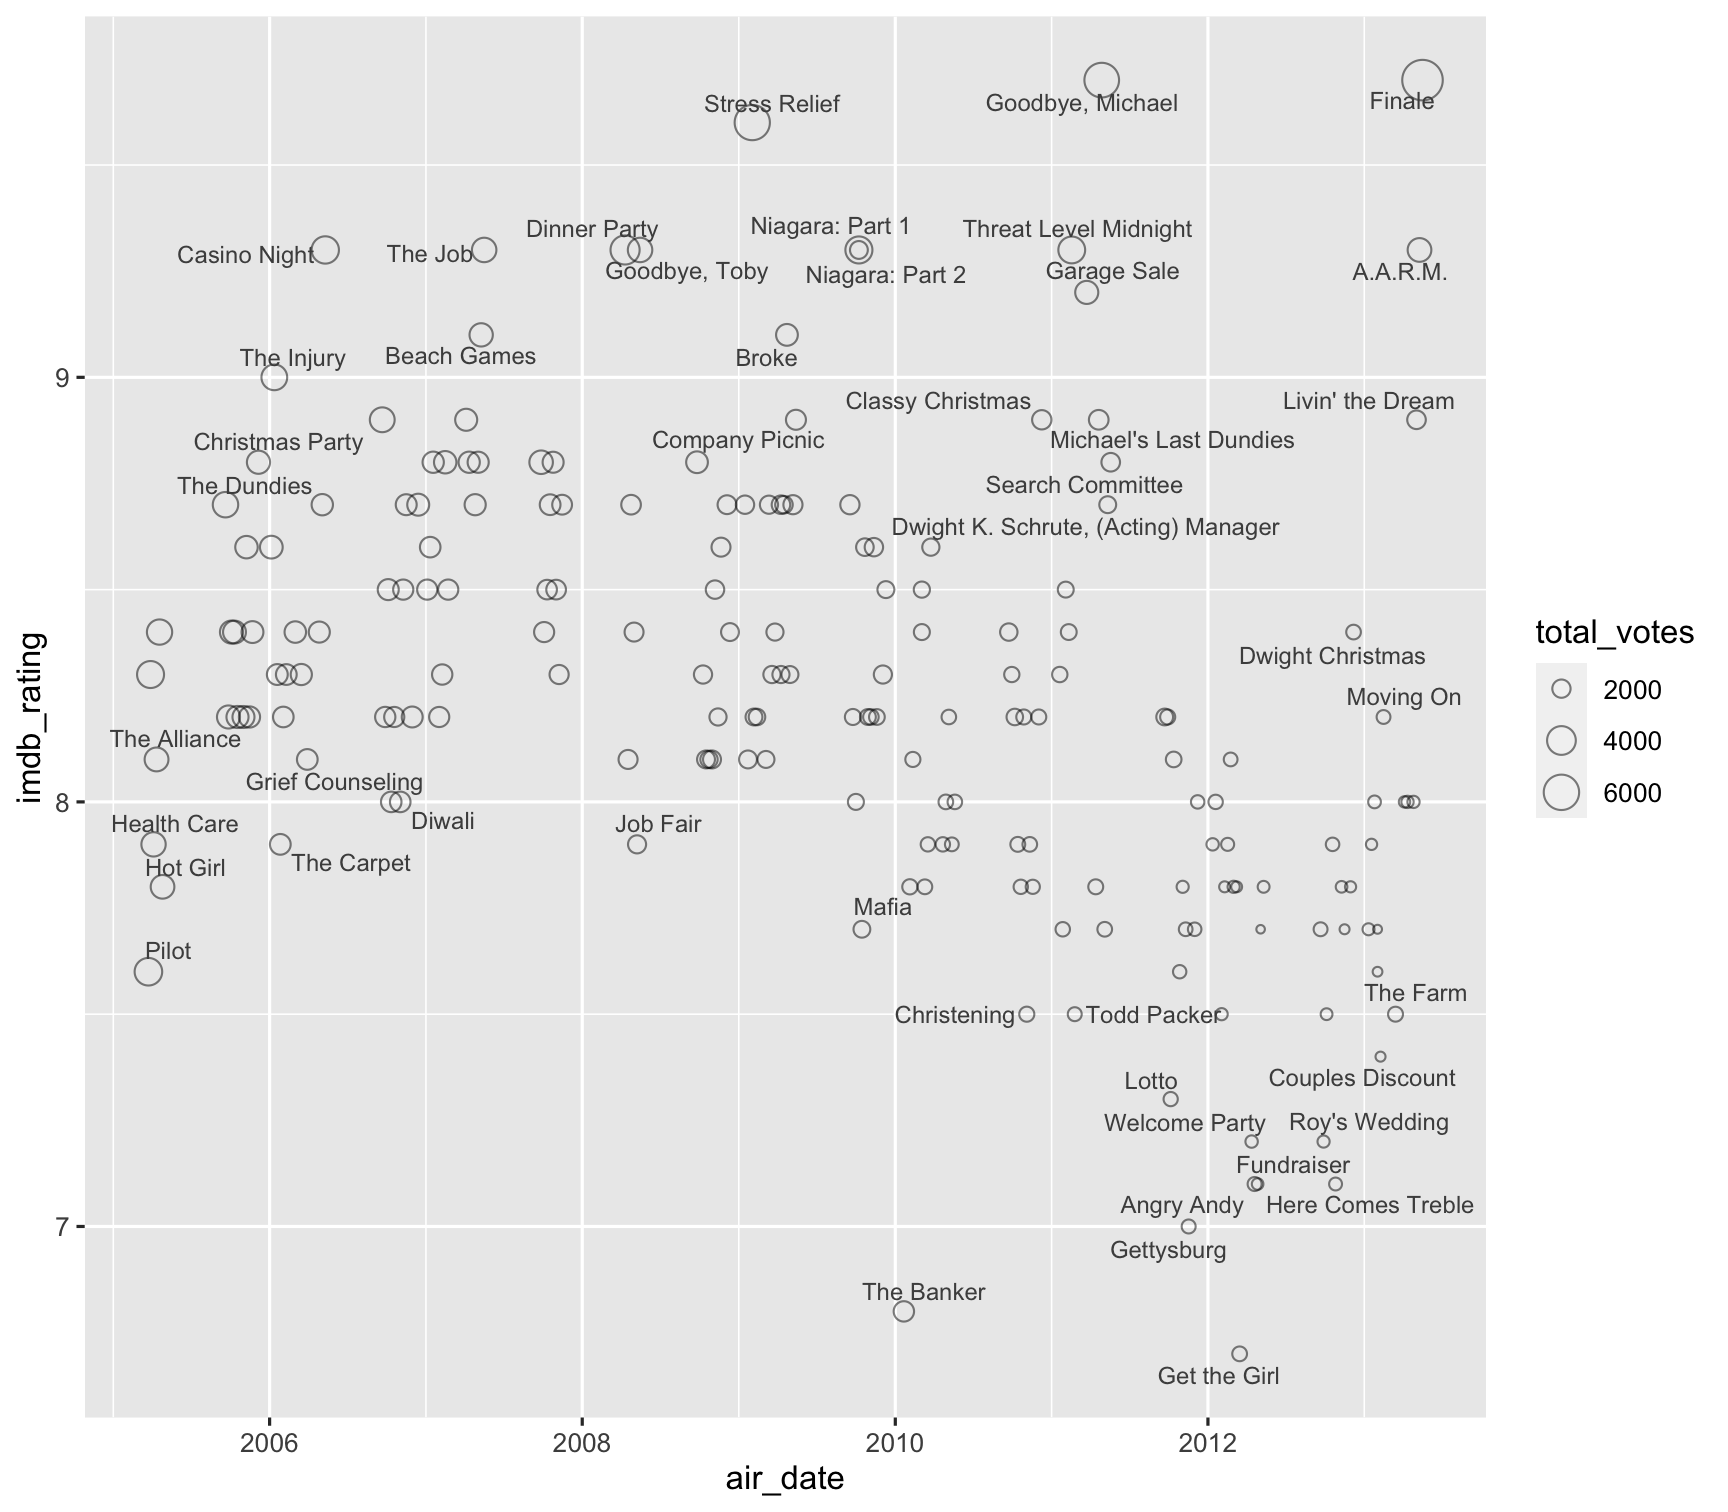 Stress Relief
Goodbye, Michael
Finale
Dinner Party
Niagara: Part 1
Threat Level Midnight
Casino Night
The Job
Goodbye, Toby
Niagara: Part 2
Garage Sale
A.A.R.M.
The Injury
Beach Games
Broke
9
Classy Christmas
Livin' the Dream
Christmas Party
Company Picnic
Michael's Last Dundies
The Dundies
Search Committee
Dwight K. Schrute, (Acting) Manager
Dwight Christmas
Moving On
The Alliance
Grief Counseling
8
Health Care
Diwali
Job Fair
Hot Girl
The Carpet
Mafia
Pilot
The Farm
Christening
Todd Packer
Lotto
Couples Discount
Welcome Party
Roy's Wedding
Fundraiser
Angry Andy
Here Comes Treble
7
Gettysburg
The Banker
Get the Girl
imdb_rating
2006
2008
2010
2012
air_date
total_votes
2000
4000
6000